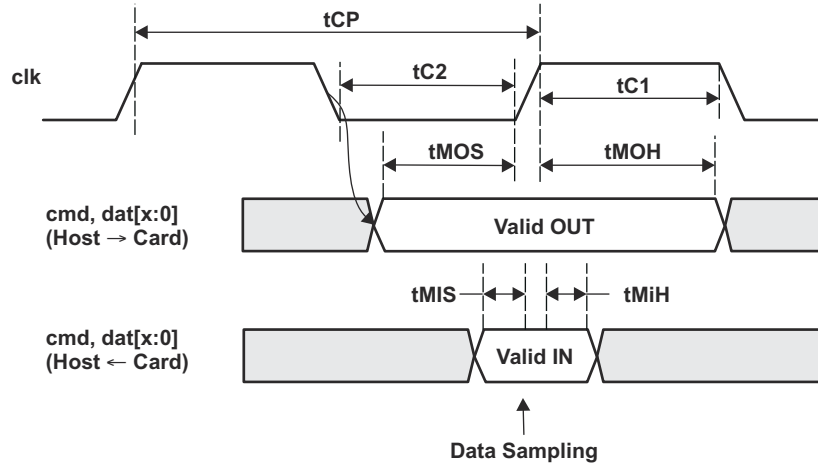 tCP
clk
tC2
tC1
tMOS
tMOH
cmd, dat[x:0]
(Host → Card)
Valid OUT
tMIS
tMiH
cmd, dat[x:0]
(Host ← Card)
Valid IN
Data Sampling